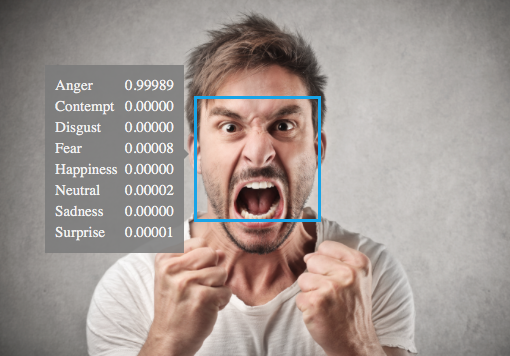 Anger 0.99989
Contempt 0.00000
Disgust 0.00000
Fear 0.00008
Happiness 0.00000
Neutral 0.00002
Sadness 0.00000
Surprise 0.00001